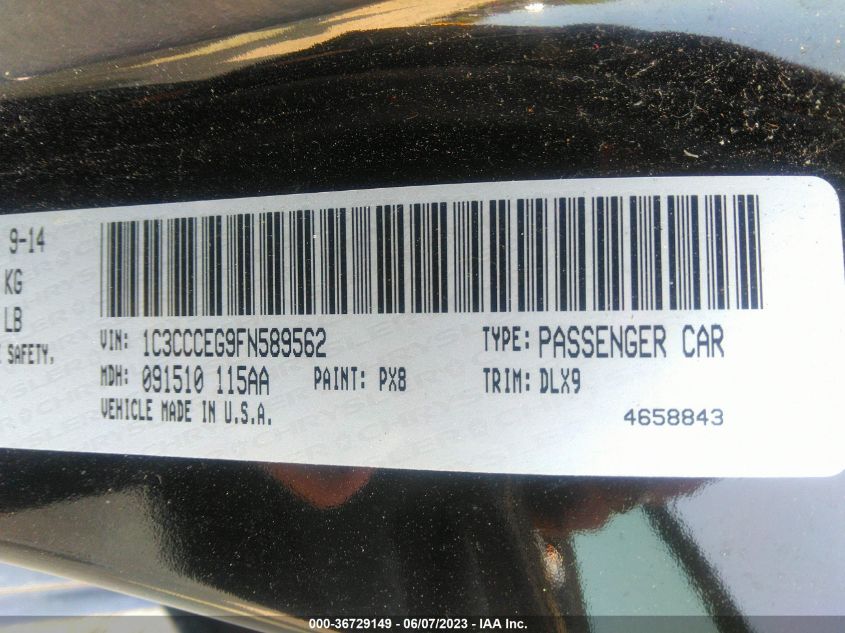 9-14
KG
LB
SAFETY.
VIN: 1C3CCCEG9FN589562 TYPE: PASSENGER CAR
MDH: 091510 115AA PAINT: PX8 TRIM: DLX9
VEHICLE MADE IN U.S.A.
4658843
000-36729149 - 06/07/2023 - IAA Inc.